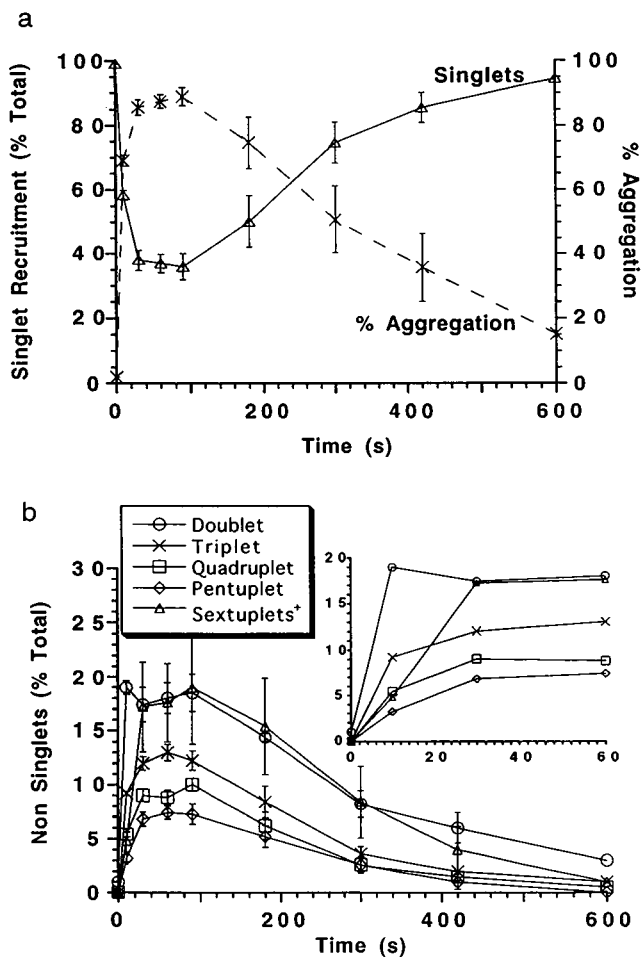 a
Singlets
% Aggregation
Singlet Recruitment (% Total)
% Aggregation
100
80
60
40
20
0
100
80
60
40
20
0
0 200 400 600
Time (s)
b
Doublet
Triplet
Quadruplet
Pentuplet
Sextuplets+
Non Singlets (% Total)
30
25
20
15
10
5
0
20
15
10
5
0
0 20 40 60
0 200 400 600
Time (s)